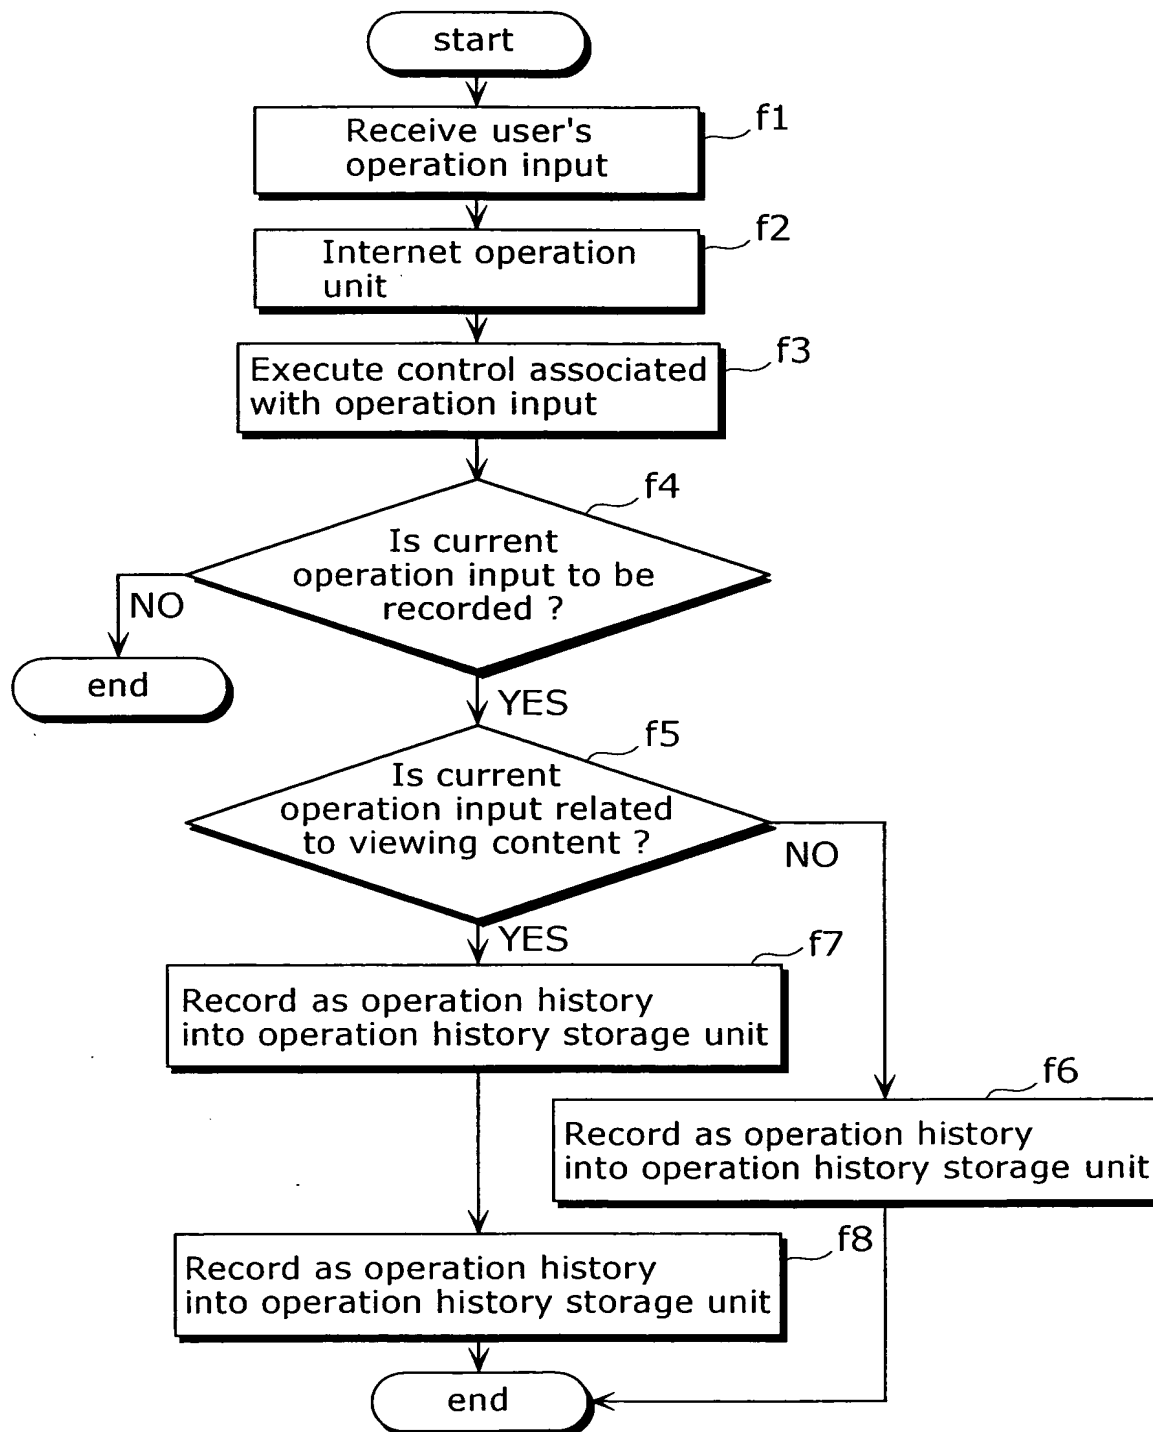 start
f1
Receive user's
operation input
f2
Internet operation
unit
f3
Execute control associated
with operation input
f4
Is current
operation input to be
recorded ?
NO
end
YES
f5
Is current
operation input related
to viewing content ?
NO
YES
f7
Record as operation history
into operation history storage unit
f6
Record as operation history
into operation history storage unit
f8
Record as operation history
into operation history storage unit
end